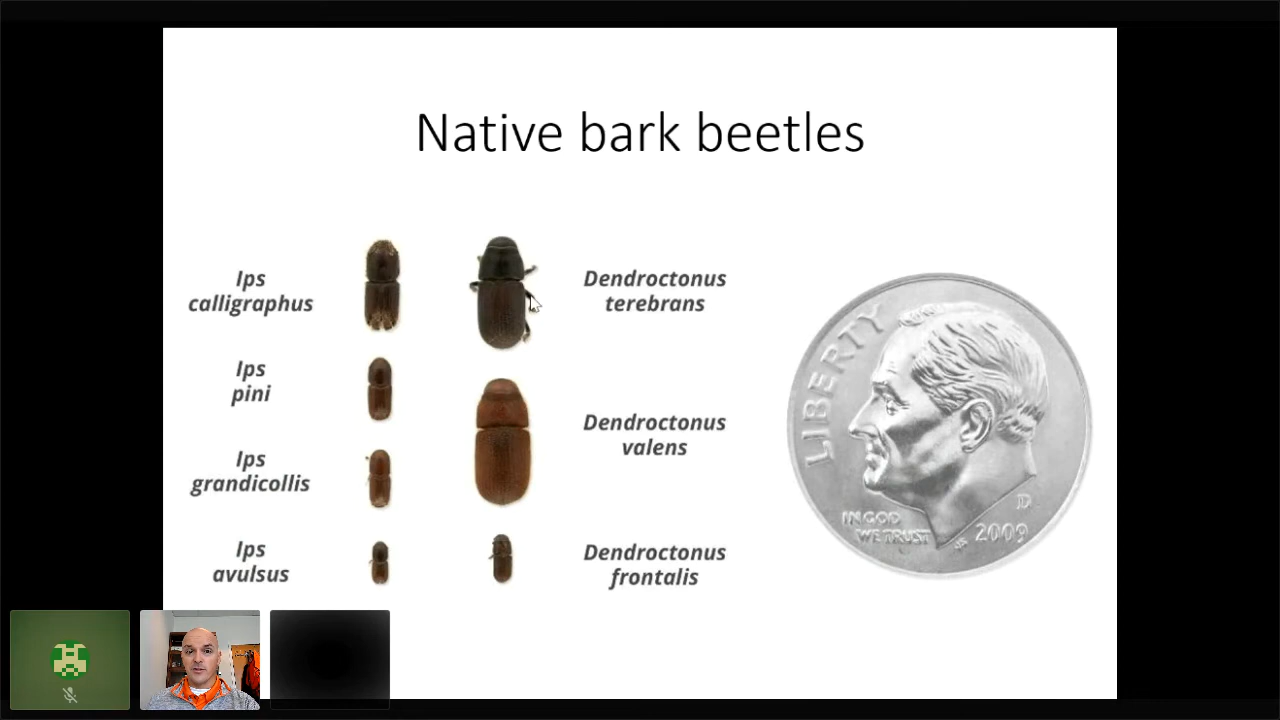 Native bark beetles
Ips
calligraphus
Dendroctonus
terebrans
Ips
pini
Dendroctonus
valens
Ips
grandicollis
Ips
avulsus
Dendroctonus
frontalis
LIBERTY
IN GOD
WE TRUST
D
2009